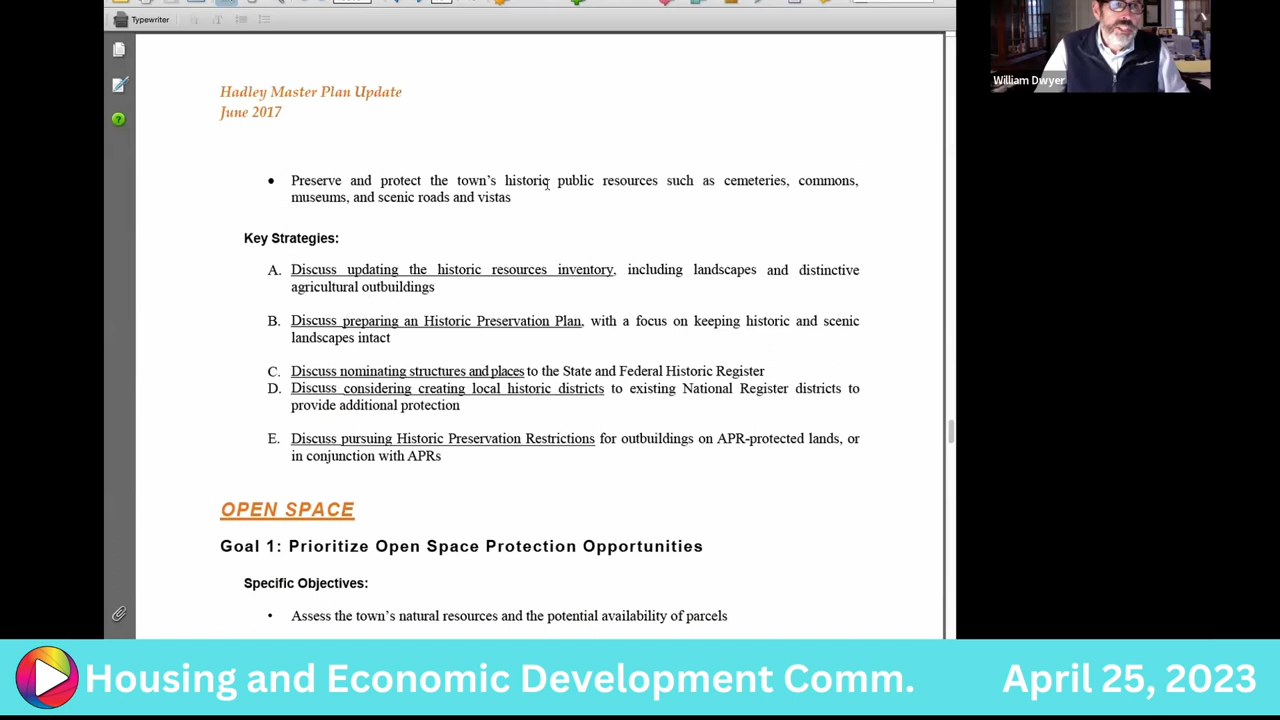 Typewriter
William Dwyer
Hadley Master Plan Update
June 2017
• Preserve and protect the town's historic public resources such as cemeteries, commons,
museums, and scenic roads and vistas
Key Strategies:
A. Discuss updating the historic resources inventory, including landscapes and distinctive
agricultural outbuildings
B. Discuss preparing an Historic Preservation Plan, with a focus on keeping historic and scenic
landscapes intact
C. Discuss nominating structures and places to the State and Federal Historic Register
D. Discuss considering creating local historic districts to existing National Register districts to
provide additional protection
E. Discuss pursuing Historic Preservation Restrictions for outbuildings on APR-protected lands, or
in conjunction with APRs
OPEN SPACE
Goal 1: Prioritize Open Space Protection Opportunities
Specific Objectives:
• Assess the town's natural resources and the potential availability of parcels
Housing and Economic Development Comm. April 25, 2023